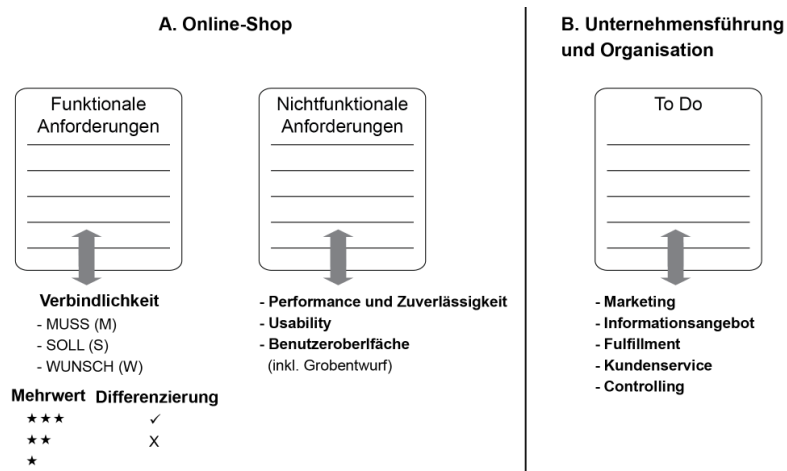 A. Online-Shop
Funktionale
Anforderungen
Verbindlichkeit
- MUSS (M)
- SOLL (S)
- WUNSCH (W)
Mehrwert Differenzierung
★★★ ✓
★★ X
★
Nichtfunktionale
Anforderungen
- Performance und Zuverlässigkeit
- Usability
- Benutzeroberlfäche
(inkl. Grobentwurf)
B. Unternehmensführung
und Organisation
To Do
- Marketing
- Informationsangebot
- Fulfillment
- Kundenservice
- Controlling